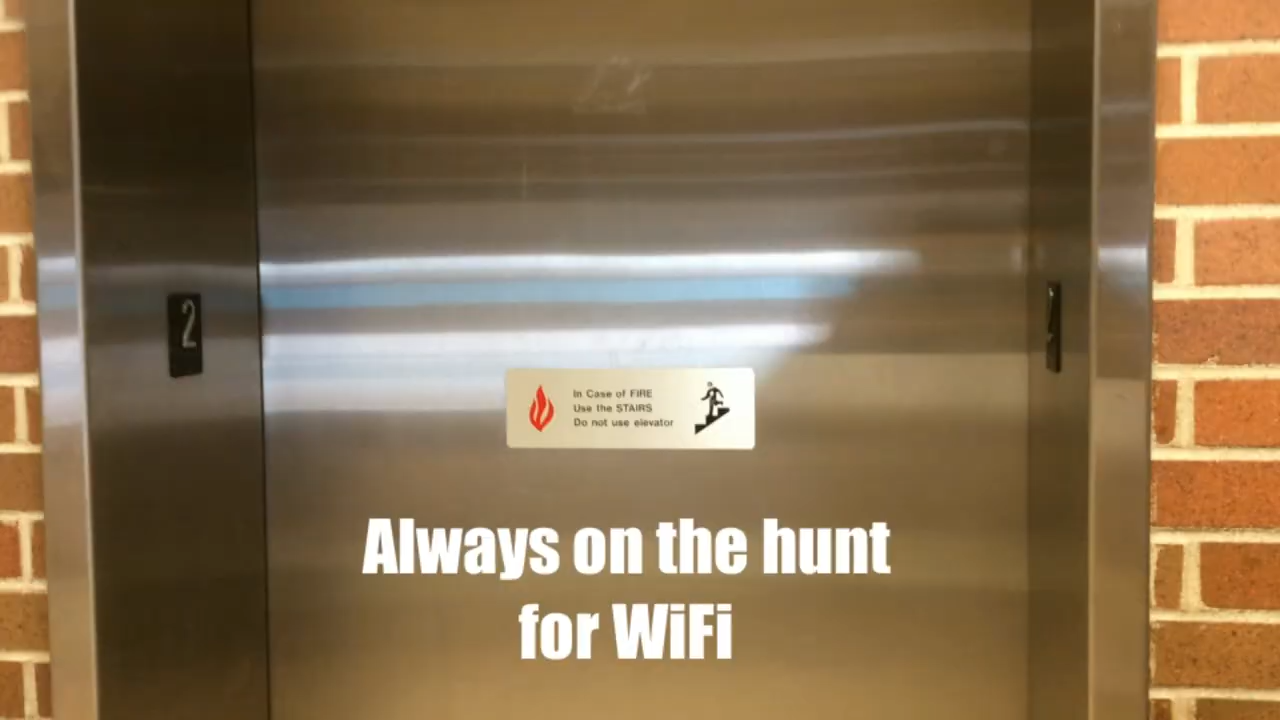 2
In Case of FIRE
Use the STAIRS
Do not use elevator
Always on the hunt
for WiFi